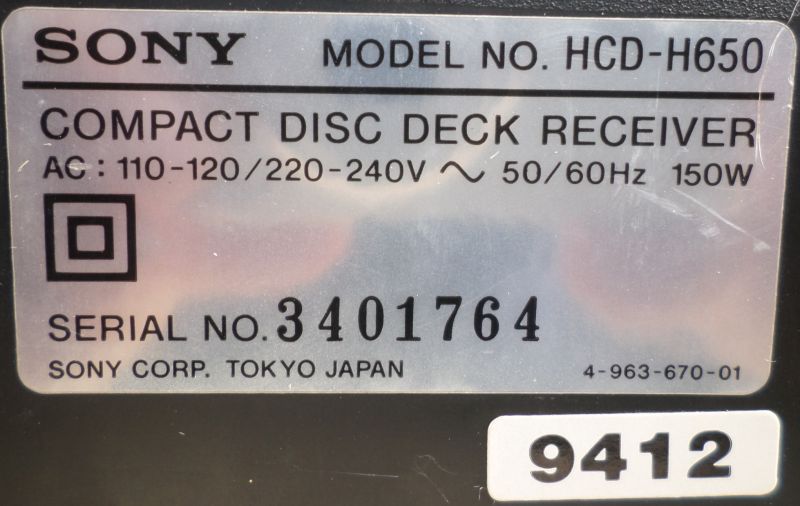 SONY MODEL NO. HCD-H650
COMPACT DISC DECK RECEIVER
AC: 110-120/220-240V ~ 50/60Hz 150W
SERIAL NO. 3401764
SONY CORP. TOKYO JAPAN 4-963-670-01
9412